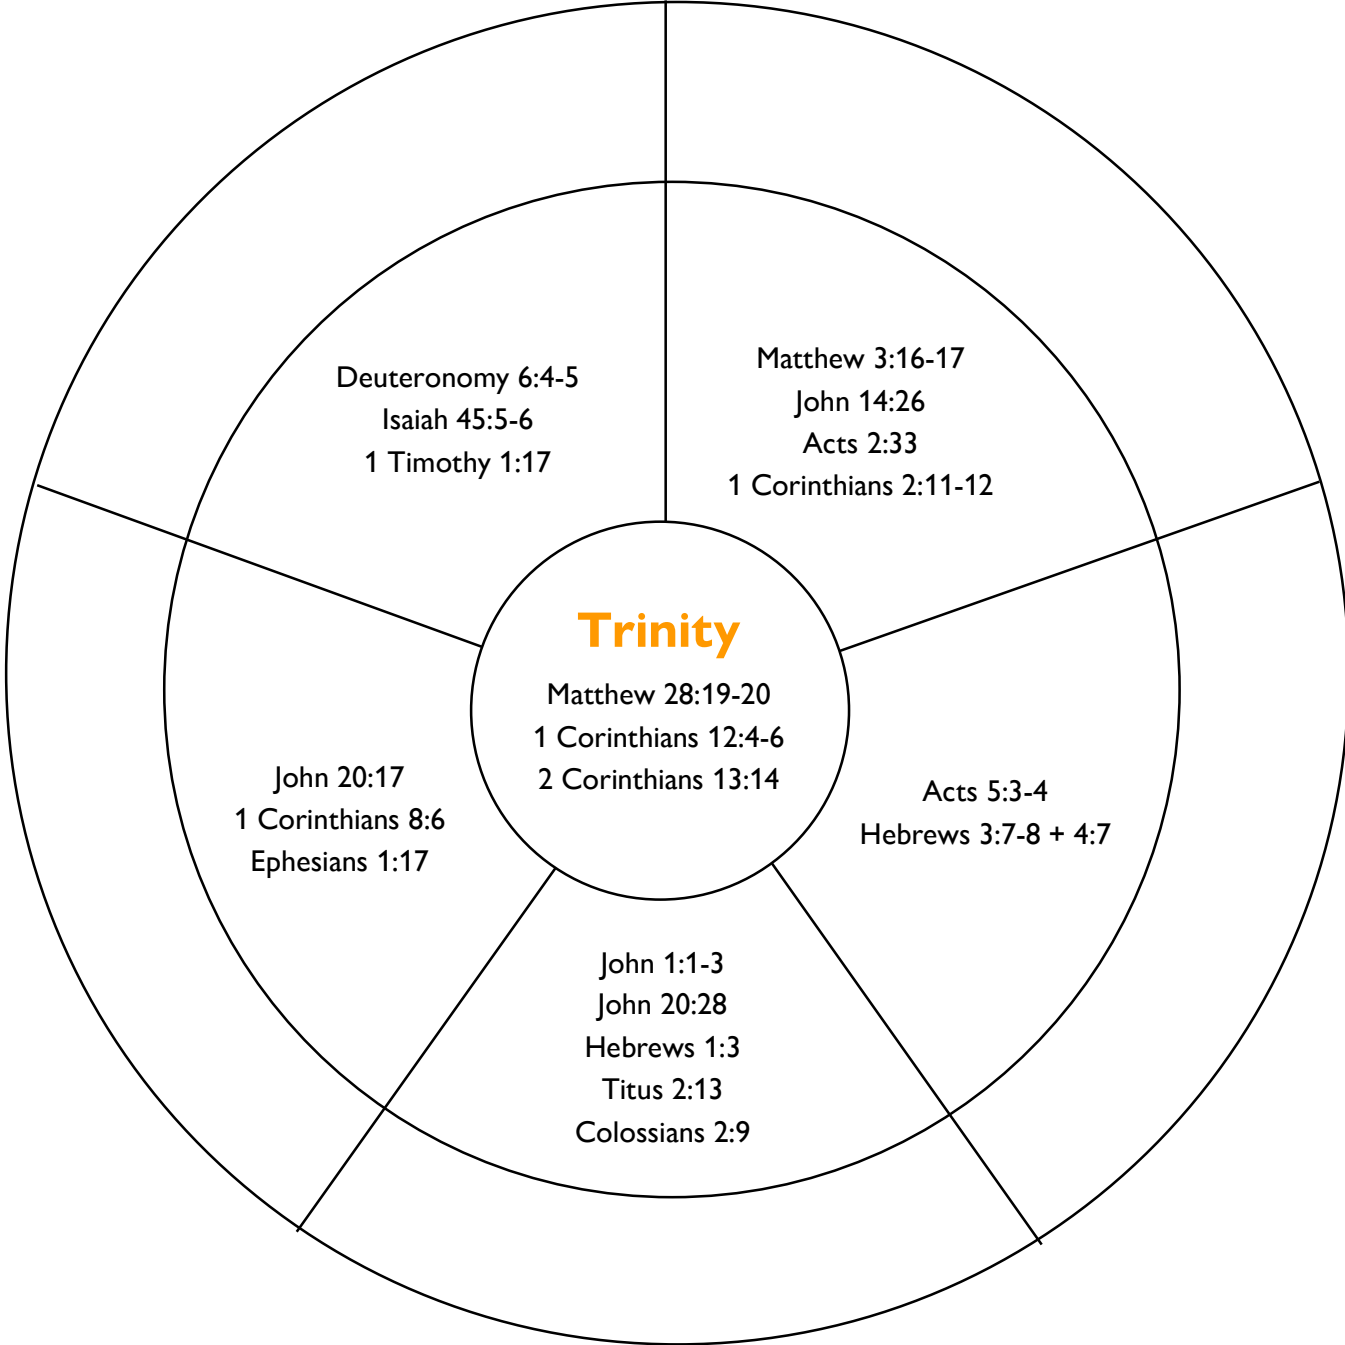 Deuteronomy 6:4-5
Isaiah 45:5-6
1 Timothy 1:17
Matthew 3:16-17
John 14:26
Acts 2:33
1 Corinthians 2:11-12
Trinity
Matthew 28:19-20
1 Corinthians 12:4-6
2 Corinthians 13:14
John 20:17
1 Corinthians 8:6
Ephesians 1:17
Acts 5:3-4
Hebrews 3:7-8 + 4:7
John 1:1-3
John 20:28
Hebrews 1:3
Titus 2:13
Colossians 2:9